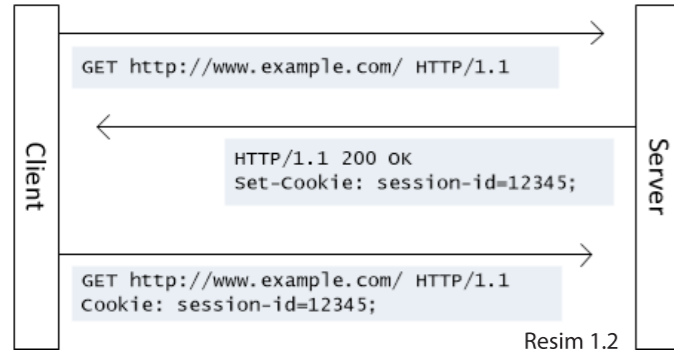 Client
GET http://www.example.com/ HTTP/1.1
HTTP/1.1 200 OK
Set-Cookie: session-id=12345;
GET http://www.example.com/ HTTP/1.1
Cookie: session-id=12345;
Server
Resim 1.2